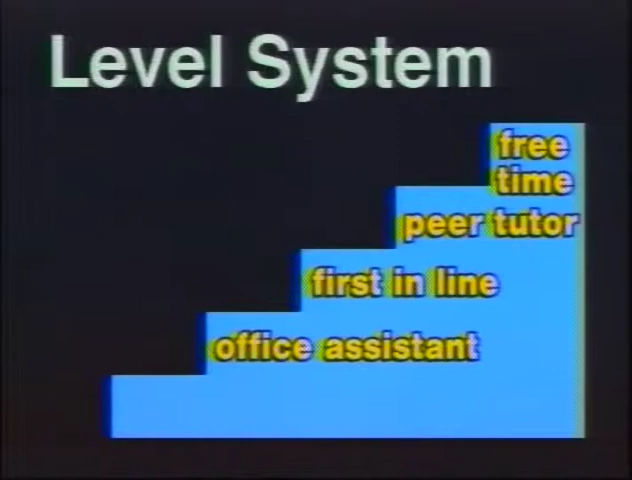 Level System
free
time
peer tutor
first in line
office assistant